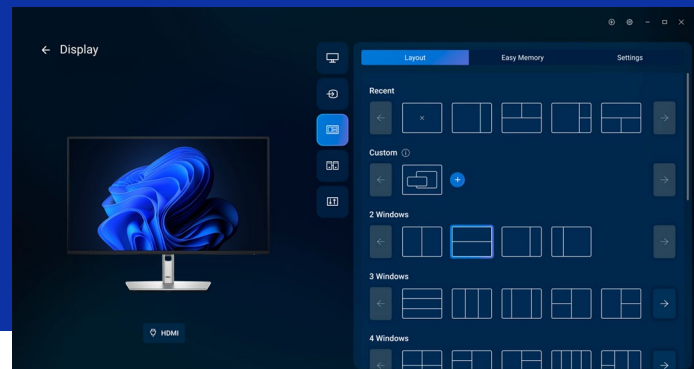 Display
Layout Easy Memory Settings
Recent
Custom
2 Windows
3 Windows
4 Windows
HDMI